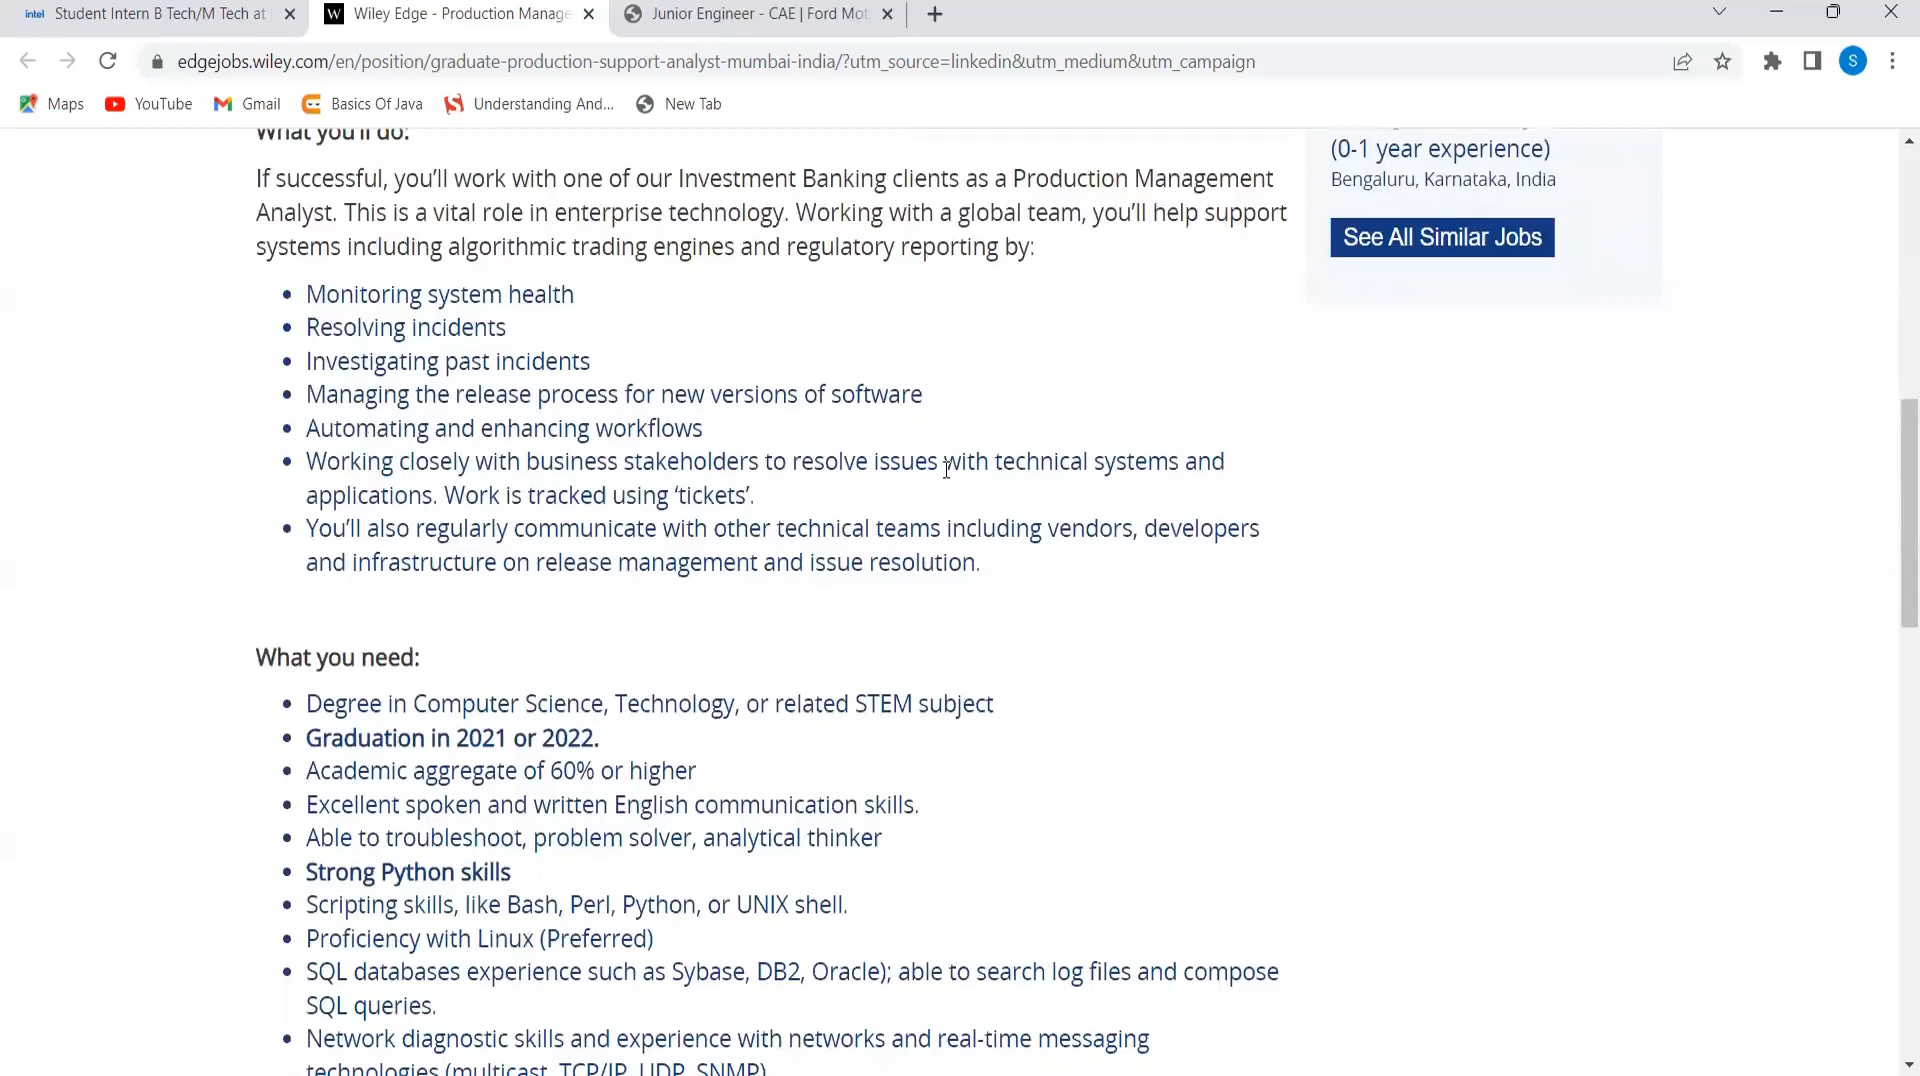 intel Student Intern B Tech/M Tech at
W Wiley Edge - Production Manage
Junior Engineer - CAE | Ford Mot
edgejobs.wiley.com/en/position/graduate-production-support-analyst-mumbai-india/?utm_source=linkedin&utm_medium&utm_campaign
S
Maps
YouTube
Gmail
Basics Of Java
Understanding And...
New Tab
What you'll do:
If successful, you’ll work with one of our Investment Banking clients as a Production Management
Analyst. This is a vital role in enterprise technology. Working with a global team, you’ll help support
systems including algorithmic trading engines and regulatory reporting by:
• Monitoring system health
• Resolving incidents
• Investigating past incidents
• Managing the release process for new versions of software
• Automating and enhancing workflows
• Working closely with business stakeholders to resolve issues with technical systems and
applications. Work is tracked using ‘tickets’.
• You’ll also regularly communicate with other technical teams including vendors, developers
and infrastructure on release management and issue resolution.
What you need:
• Degree in Computer Science, Technology, or related STEM subject
• Graduation in 2021 or 2022.
• Academic aggregate of 60% or higher
• Excellent spoken and written English communication skills.
• Able to troubleshoot, problem solver, analytical thinker
• Strong Python skills
• Scripting skills, like Bash, Perl, Python, or UNIX shell.
• Proficiency with Linux (Preferred)
• SQL databases experience such as Sybase, DB2, Oracle); able to search log files and compose
SQL queries.
• Network diagnostic skills and experience with networks and real-time messaging
technologies (multicast, TCP/IP, UDP, SNMP)
(0-1 year experience)
Bengaluru, Karnataka, India
See All Similar Jobs